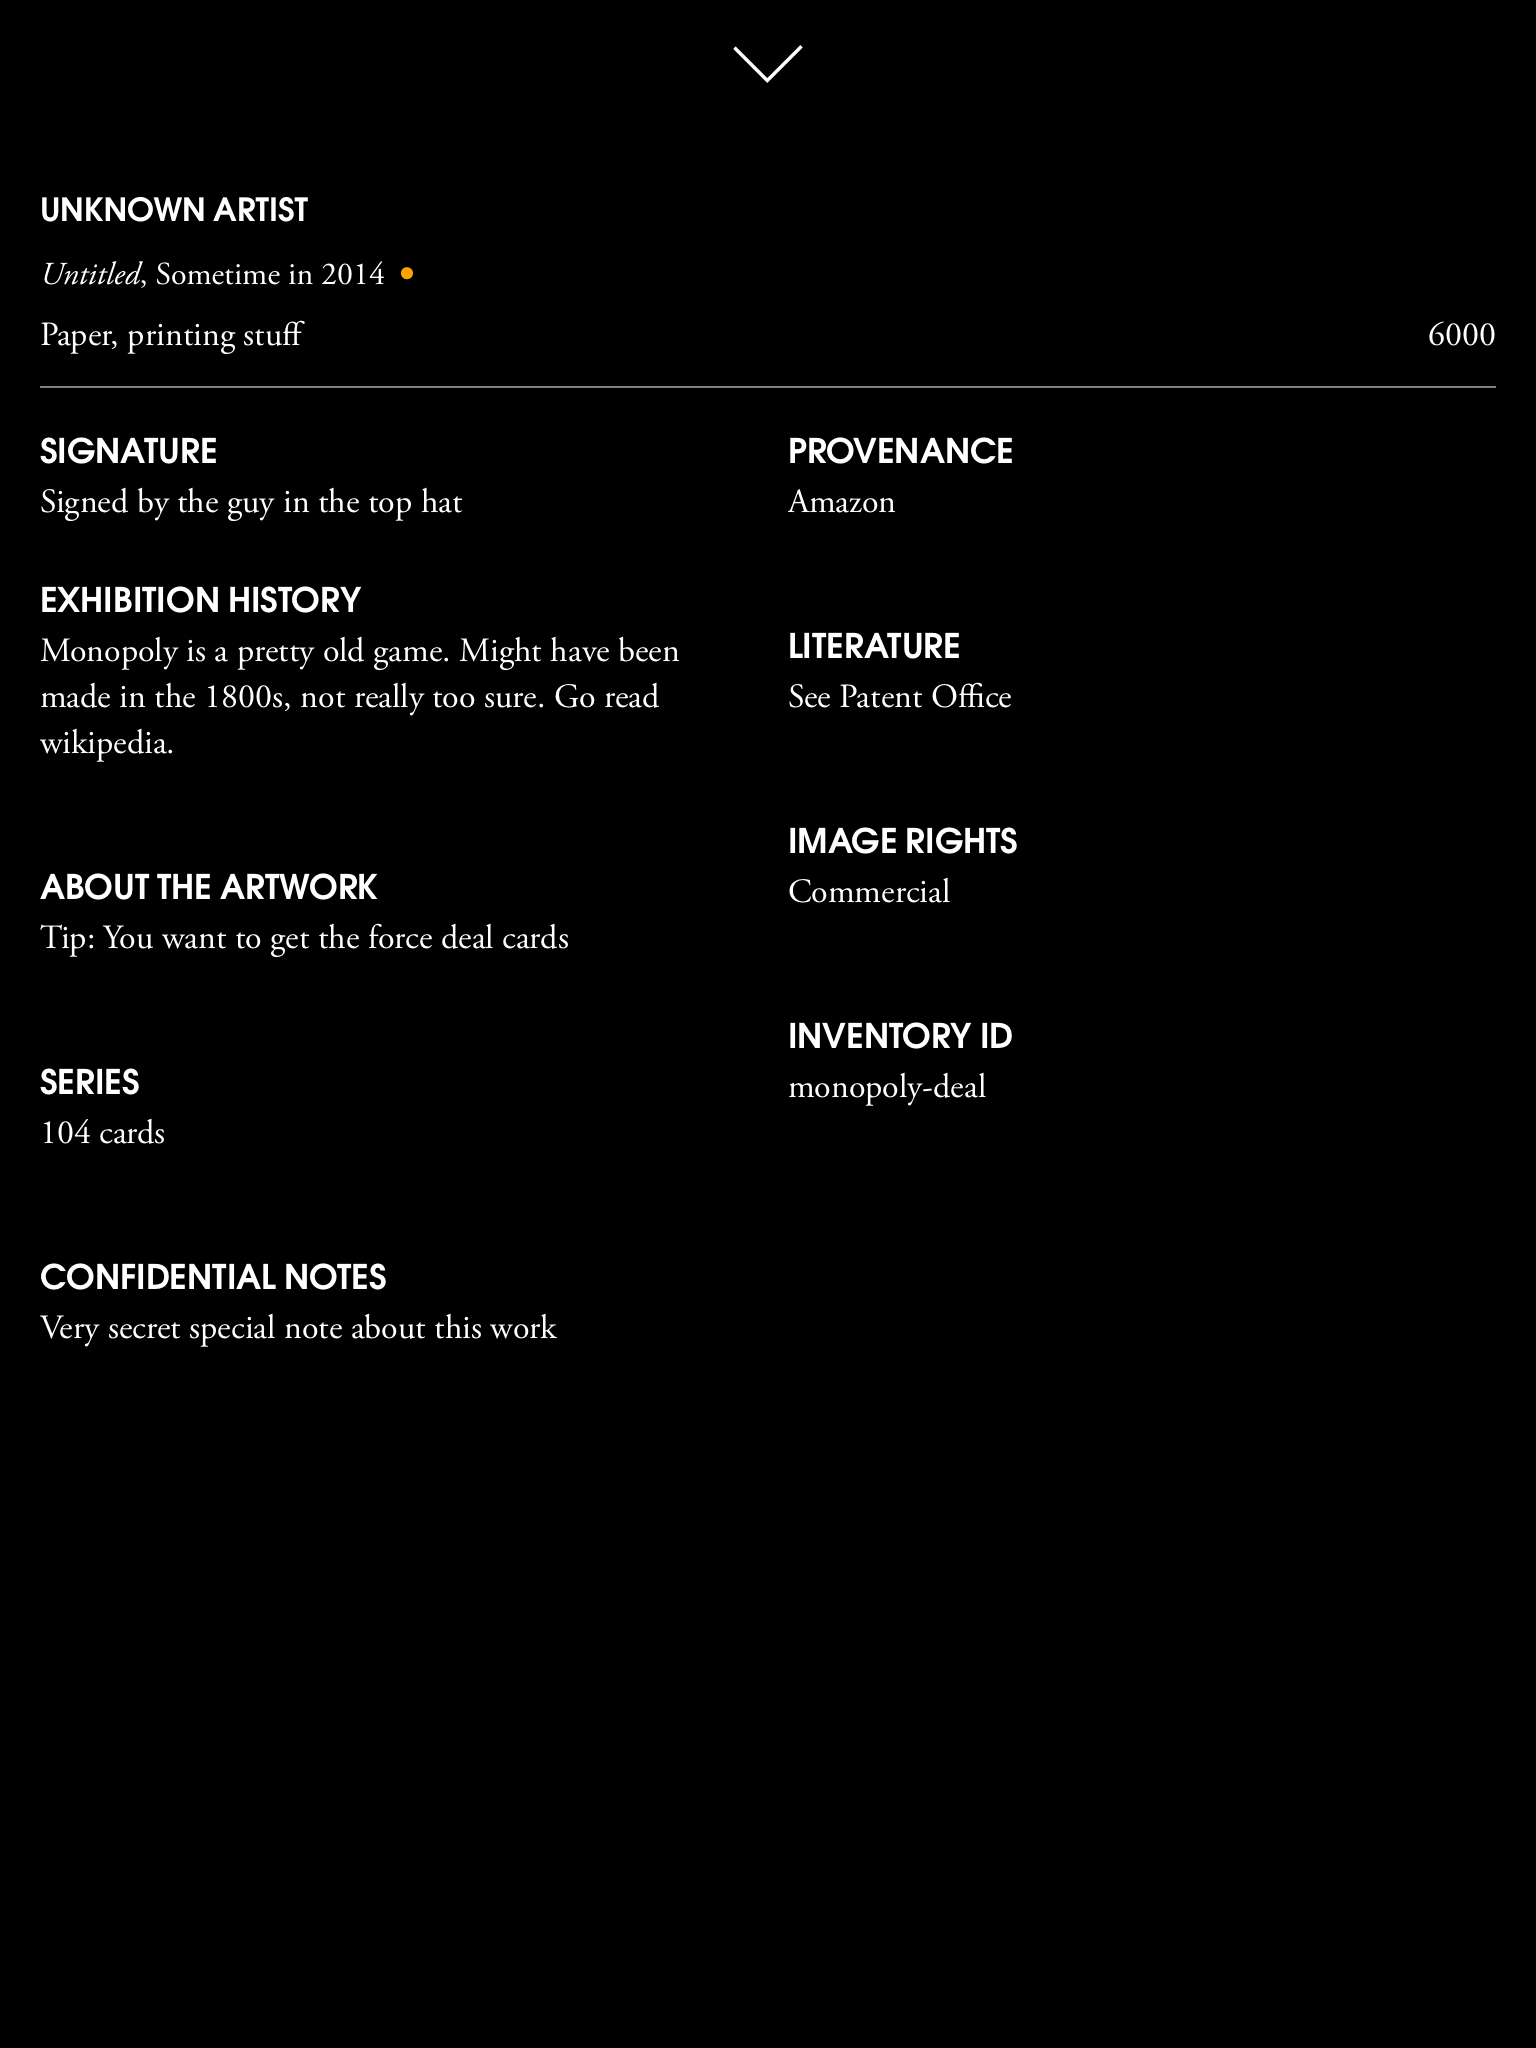 UNKNOWN ARTIST
Untitled, Sometime in 2014
Paper, printing stuff
6000
SIGNATURE
Signed by the guy in the top hat
EXHIBITION HISTORY
Monopoly is a pretty old game. Might have been
made in the 1800s, not really too sure. Go read
wikipedia.
ABOUT THE ARTWORK
Tip: You want to get the force deal cards
SERIES
104 cards
CONFIDENTIAL NOTES
Very secret special note about this work
PROVENANCE
Amazon
LITERATURE
See Patent Office
IMAGE RIGHTS
Commercial
INVENTORY ID
monopoly-deal